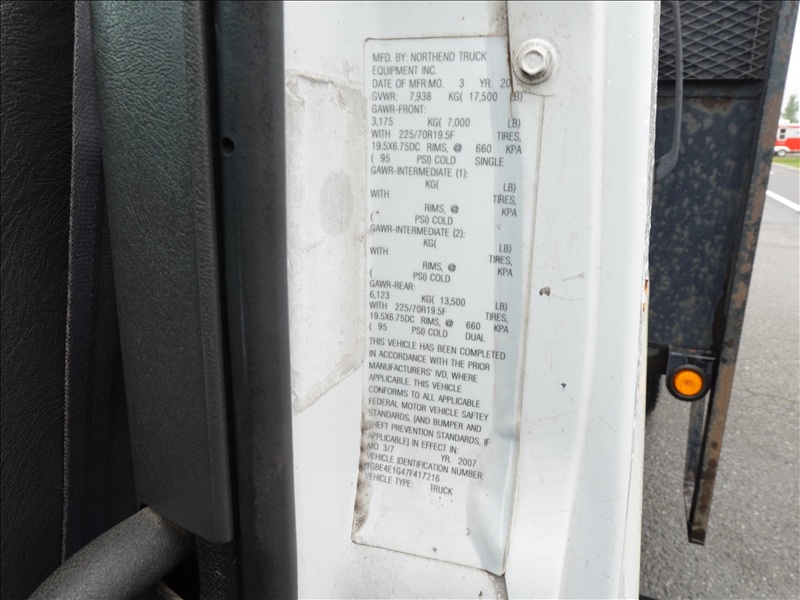 MFD. BY: NORTHEND TRUCK
EQUIPMENT INC.
DATE OF MFR:MO. 3 YR. 20
GVWR: 7,938 KG( 17,500 LB)
GAWR-FRONT:
3,175 KG( 7,000 LB)
WITH 225/70R19.5F TIRES,
19.5X6.75DC RIMS, @ 660 KPA
( 95 PSI) COLD SINGLE
GAWR-INTERMEDIATE (1):
KG( LB)
WITH TIRES,
RIMS, @ KPA
( PSI) COLD
GAWR-INTERMEDIATE (2):
KG( LB)
WITH TIRES,
RIMS, @ KPA
( PSI) COLD
GAWR-REAR:
6,123 KG( 13,500 LB)
WITH 225/70R19.5F TIRES,
19.5X6.75DC RIMS, @ 660 KPA
( 95 PSI) COLD DUAL
THIS VEHICLE HAS BEEN COMPLETED
IN ACCORDANCE WITH THE PRIOR
MANUFACTURERS' IVD, WHERE
APPLICABLE. THIS VEHICLE
CONFORMS TO ALL APPLICABLE
FEDERAL MOTOR VEHICLE SAFTEY
STANDARDS, [AND BUMPER AND
THEFT PREVENTION STANDARDS, IF
APPLICABLE] IN EFFECT IN:
MO. 3/7 YR. 2007
VEHICLE IDENTIFICATION NUMBER:
GBE4E1G47F417216
VEHICLE TYPE: TRUCK